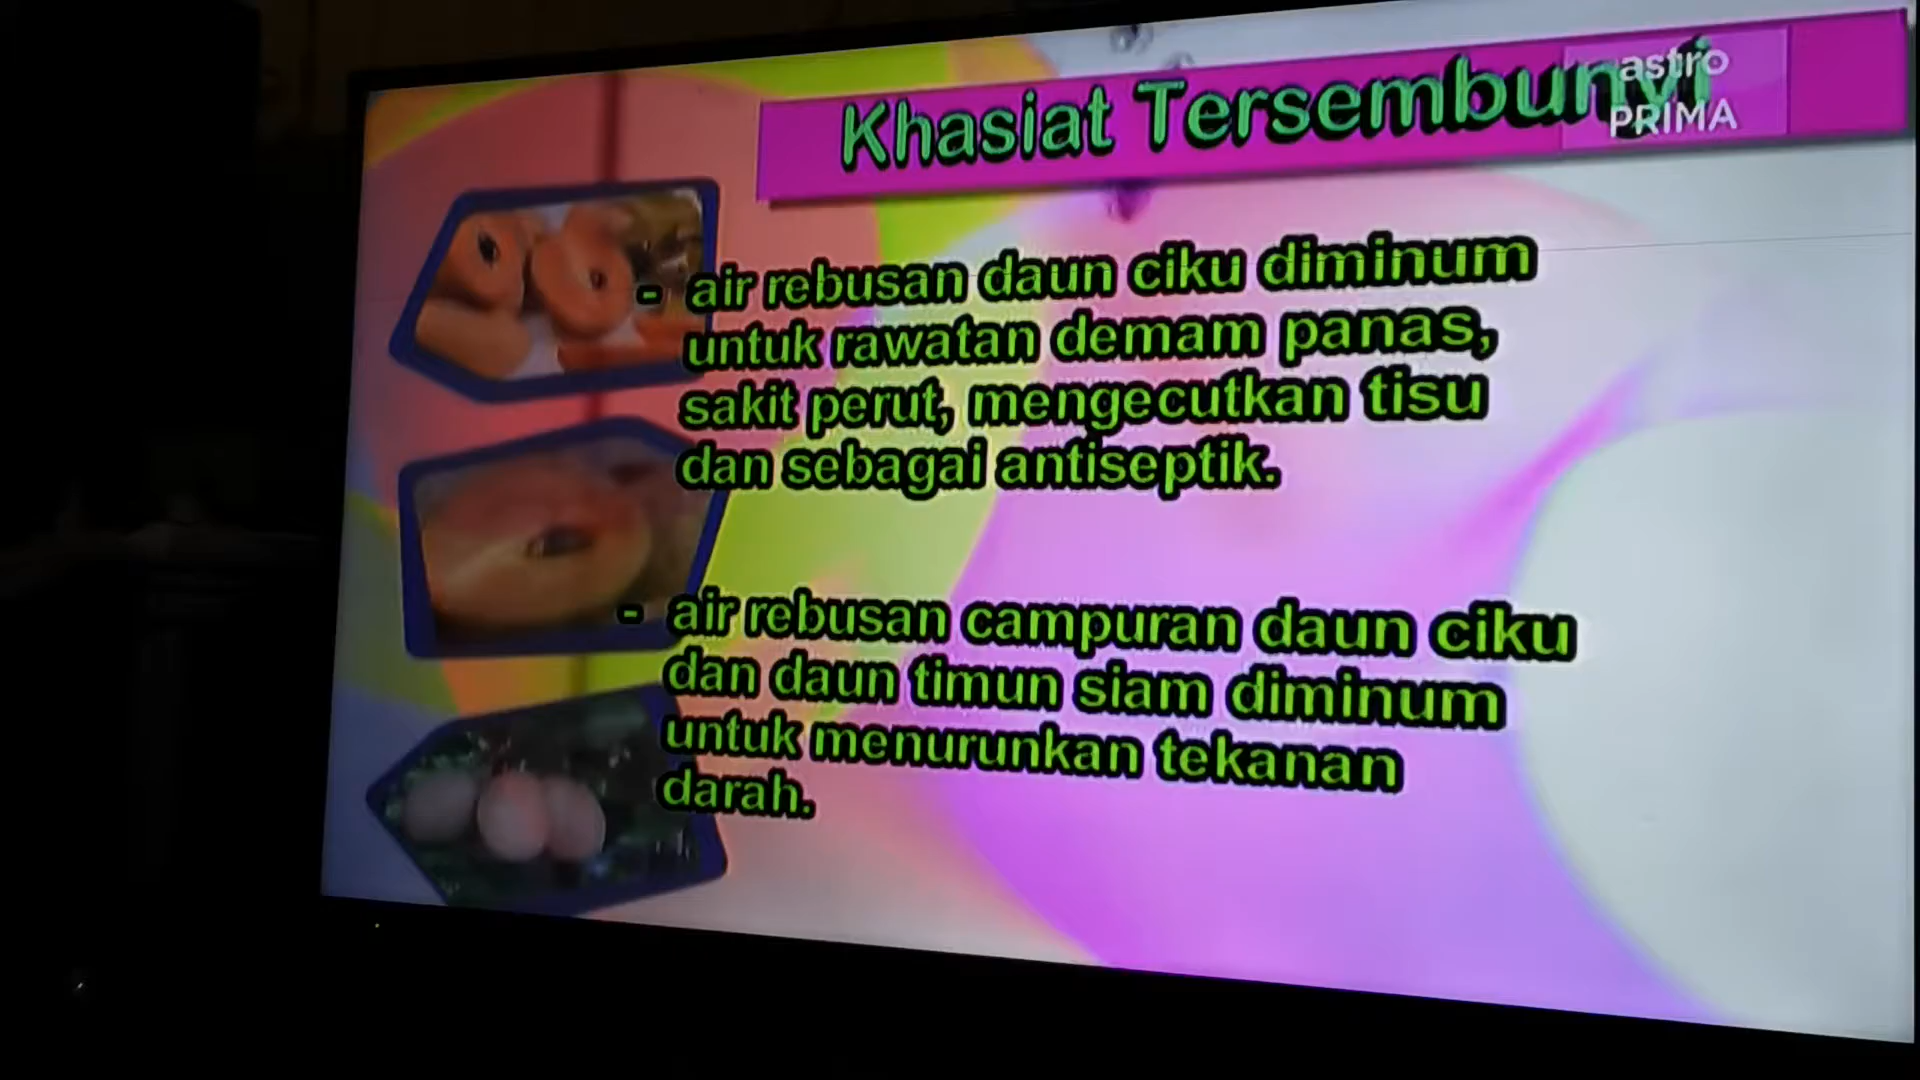 Khasiat Tersembunyi
astro
PRIMA
- air rebusan daun ciku diminum
untuk rawatan demam panas,
sakit perut, mengecutkan tisu
dan sebagai antiseptik.
- air rebusan campuran daun ciku
dan daun timun siam diminum
untuk menurunkan tekanan
darah.